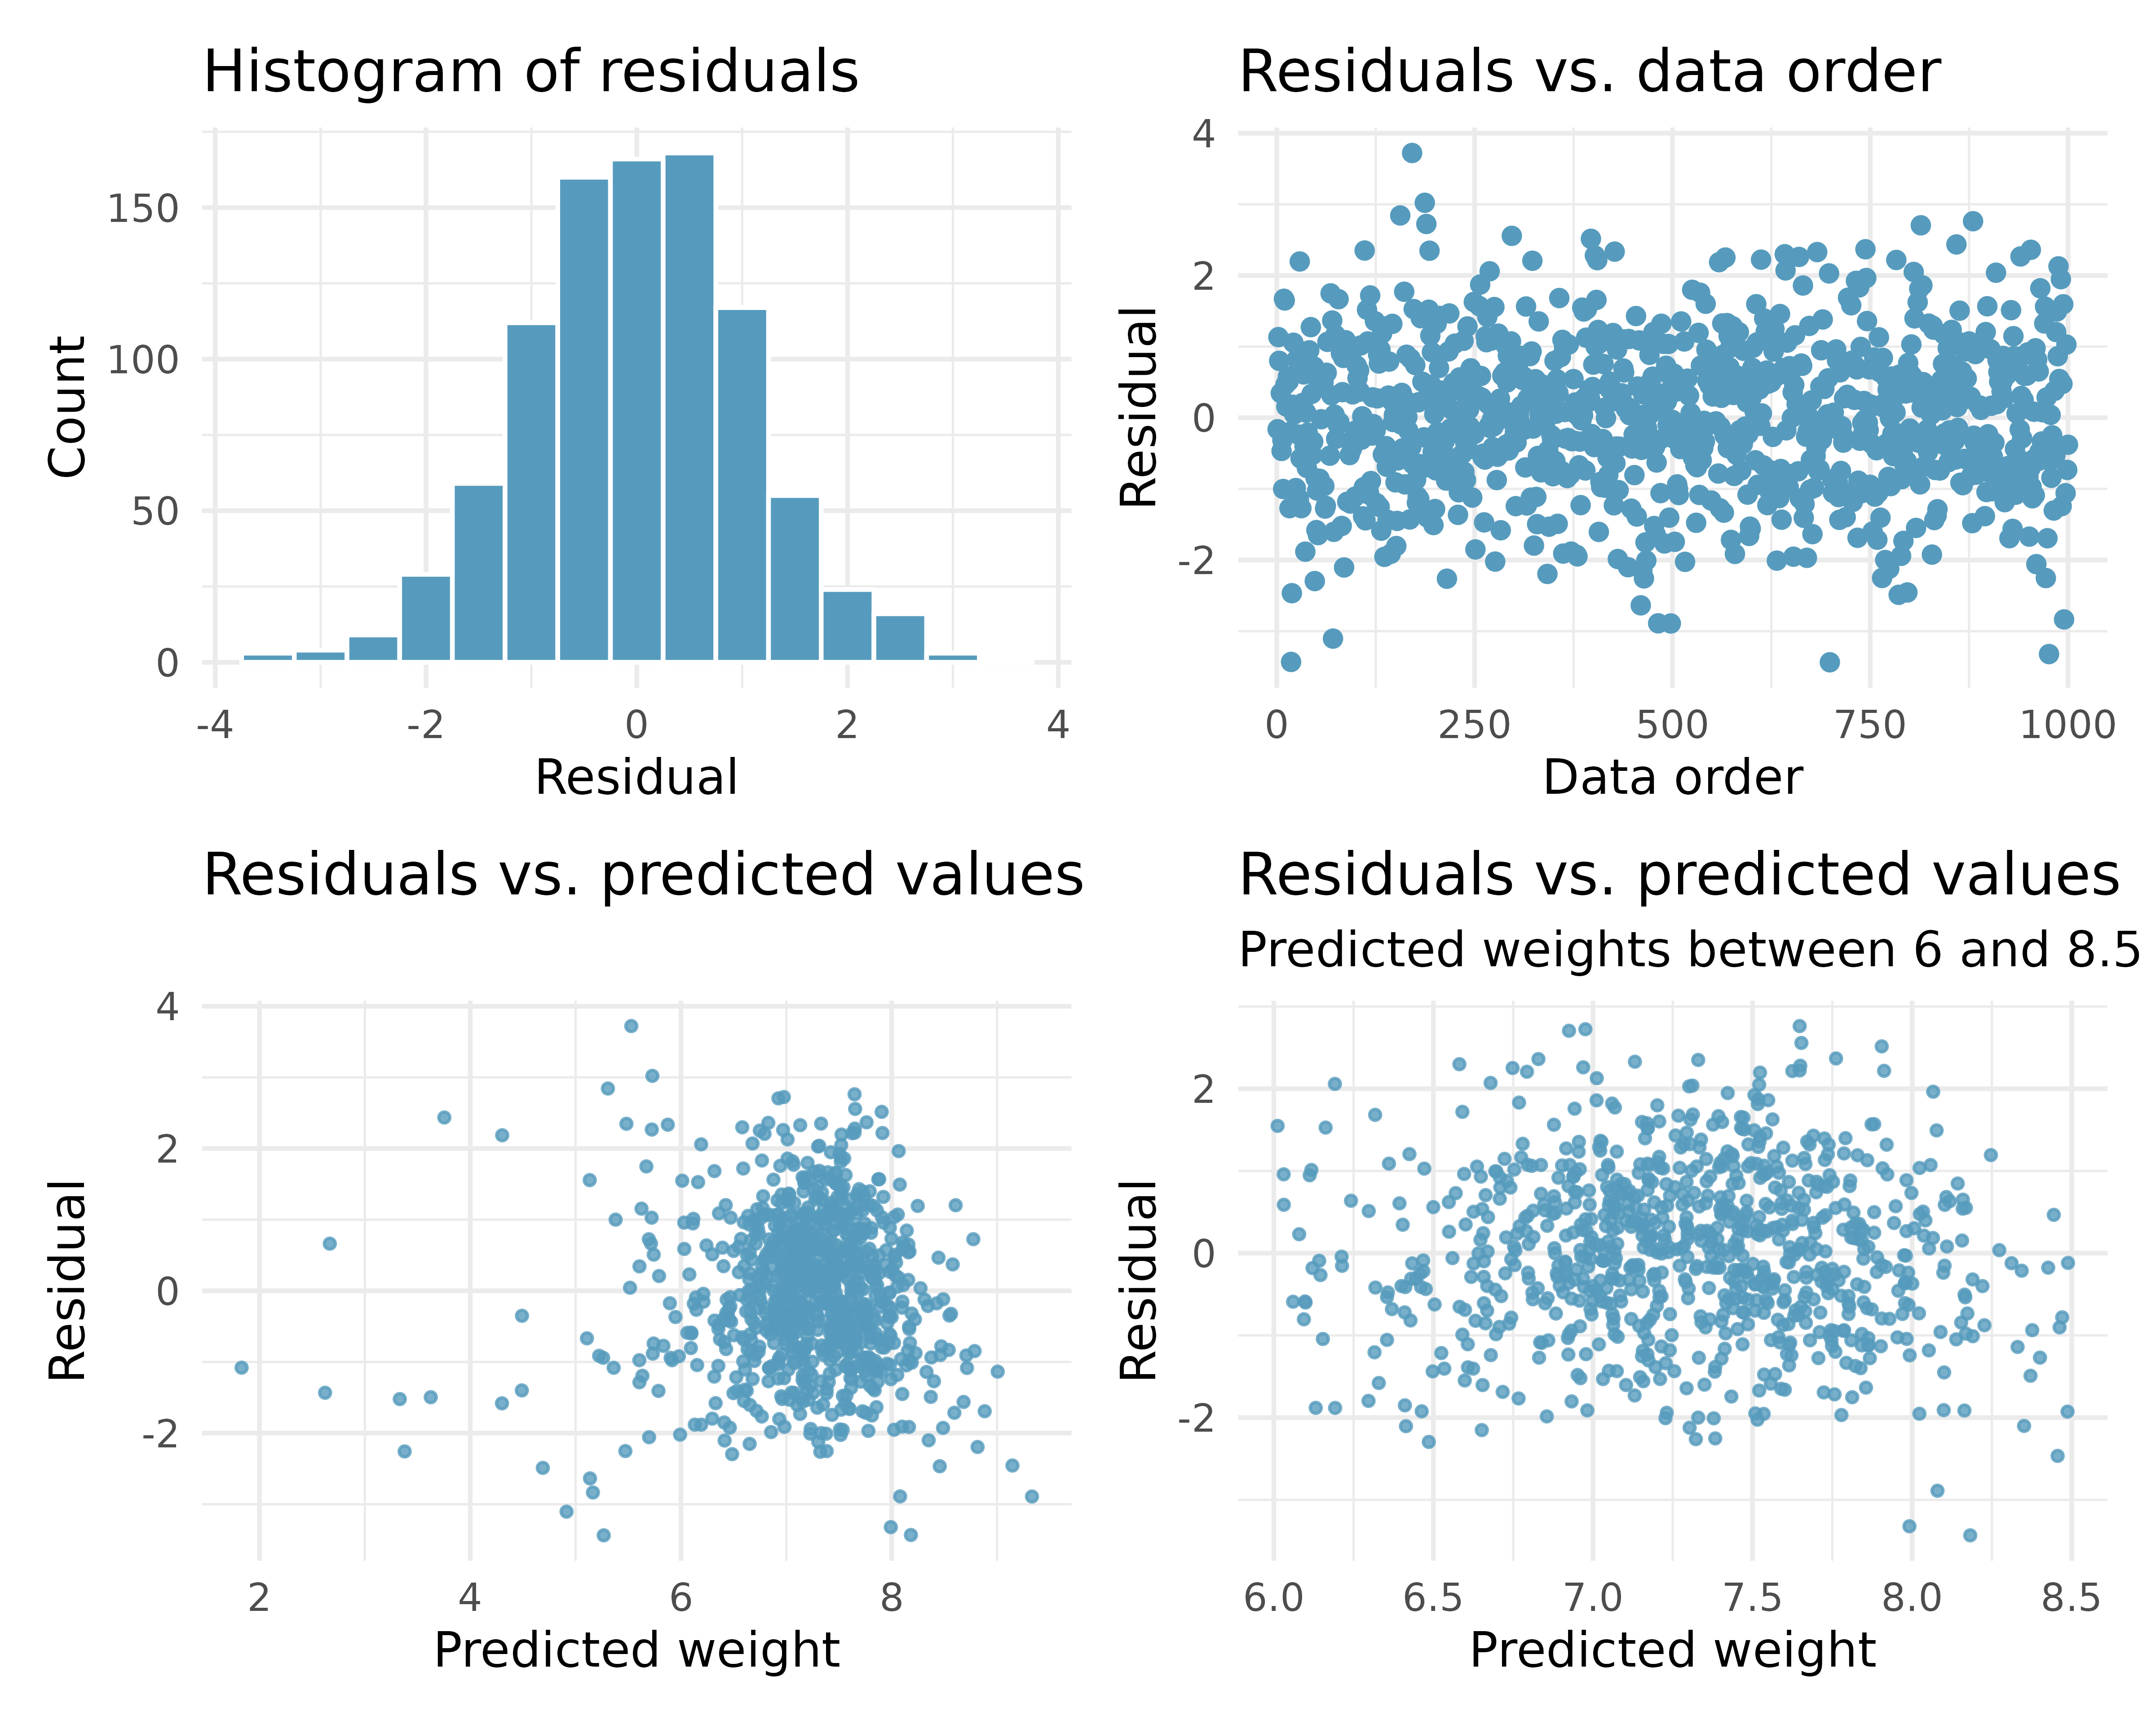 Histogram of residuals
150
100
50
0
Count
-4 -2 0 2 4
Residual
Residuals vs. data order
4
2
0
-2
Residual
0 250 500 750 1000
Data order
Residuals vs. predicted values
4
2
0
-2
Residual
2 4 6 8
Predicted weight
Residuals vs. predicted values
Predicted weights between 6 and 8.5
2
0
-2
Residual
6.0 6.5 7.0 7.5 8.0 8.5
Predicted weight